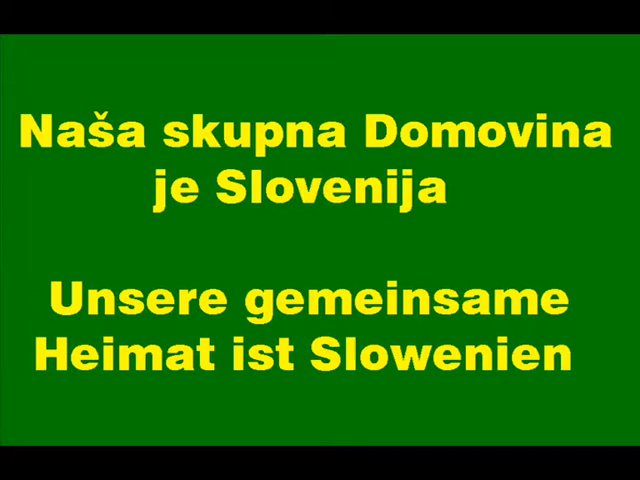 Naša skupna Domovina
je Slovenija
Unsere gemeinsame
Heimat ist Slowenien